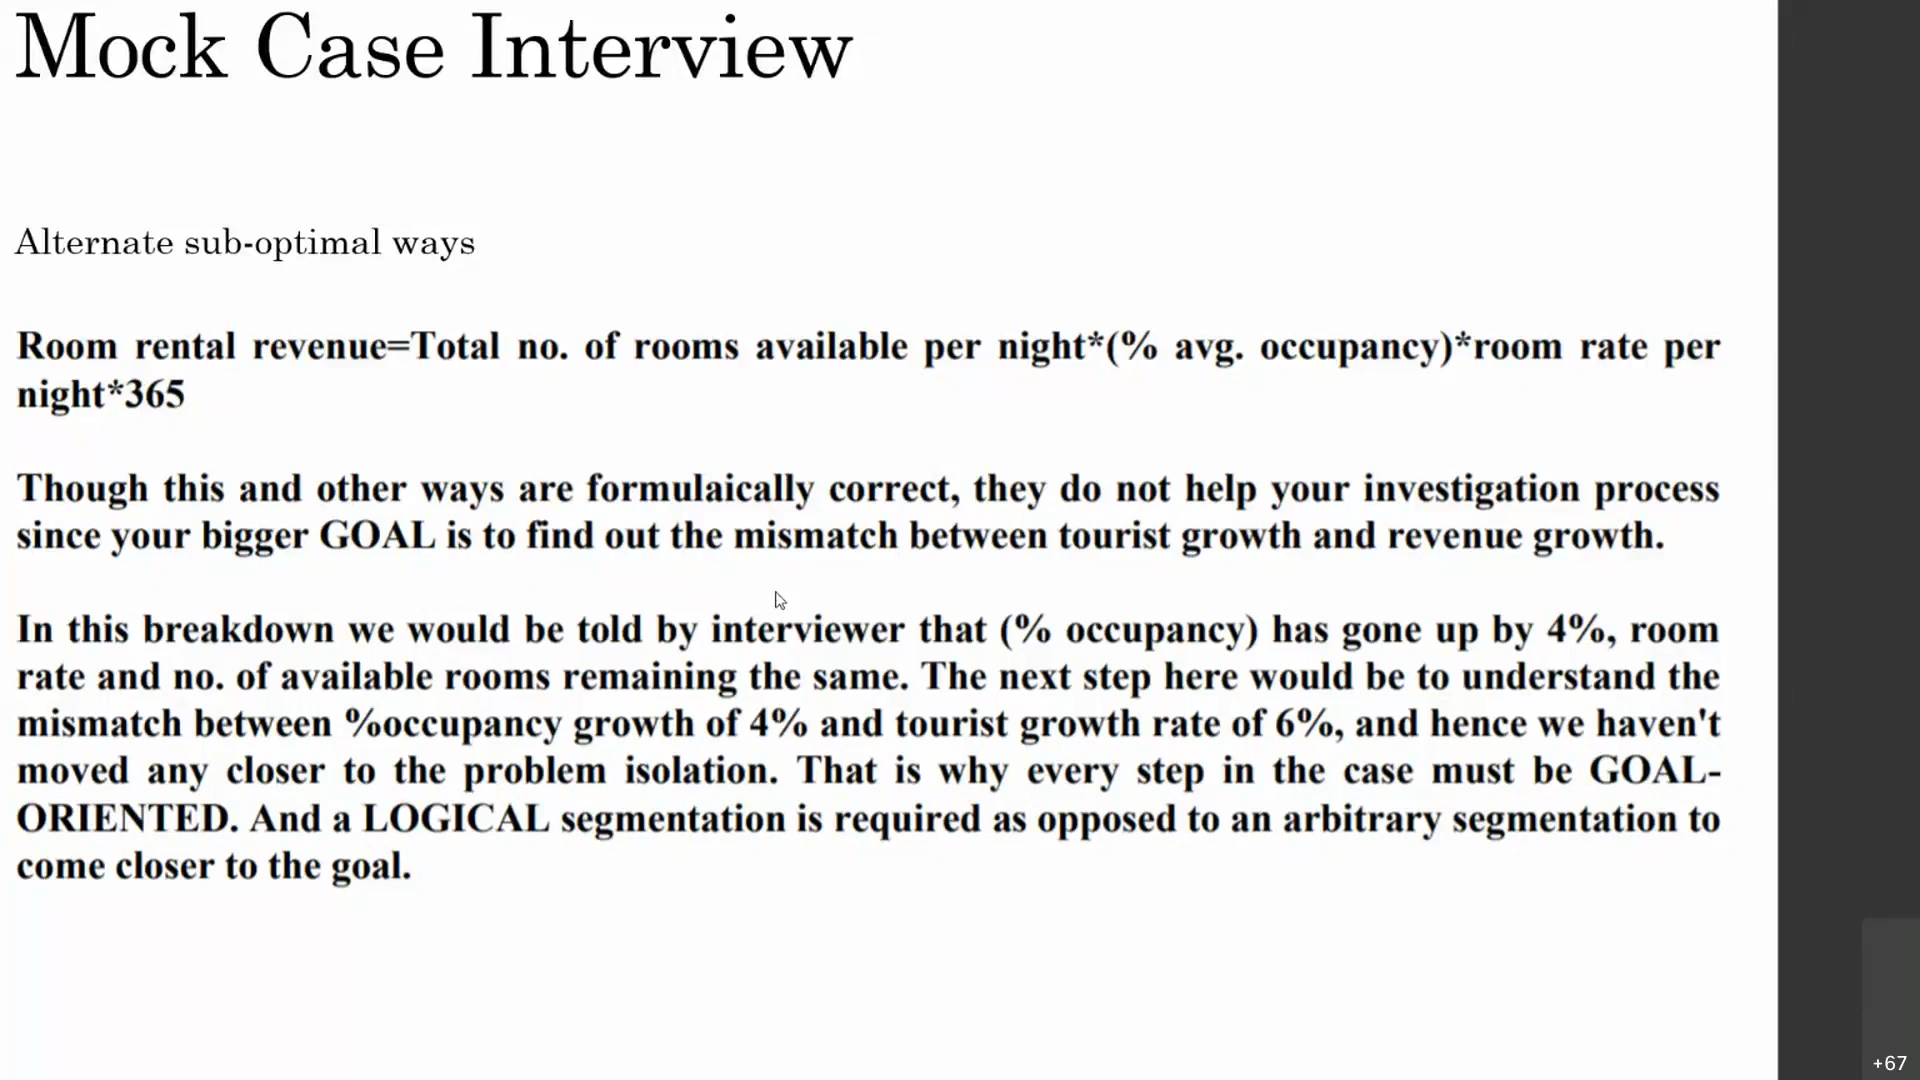 Mock Case Interview
Alternate sub-optimal ways
Room rental revenue=Total no. of rooms available per night*(% avg. occupancy)*room rate per
night*365
Though this and other ways are formulaically correct, they do not help your investigation process
since your bigger GOAL is to find out the mismatch between tourist growth and revenue growth.
In this breakdown we would be told by interviewer that (% occupancy) has gone up by 4%, room
rate and no. of available rooms remaining the same. The next step here would be to understand the
mismatch between %occupancy growth of 4% and tourist growth rate of 6%, and hence we haven't
moved any closer to the problem isolation. That is why every step in the case must be GOAL-
ORIENTED. And a LOGICAL segmentation is required as opposed to an arbitrary segmentation to
come closer to the goal.
+67